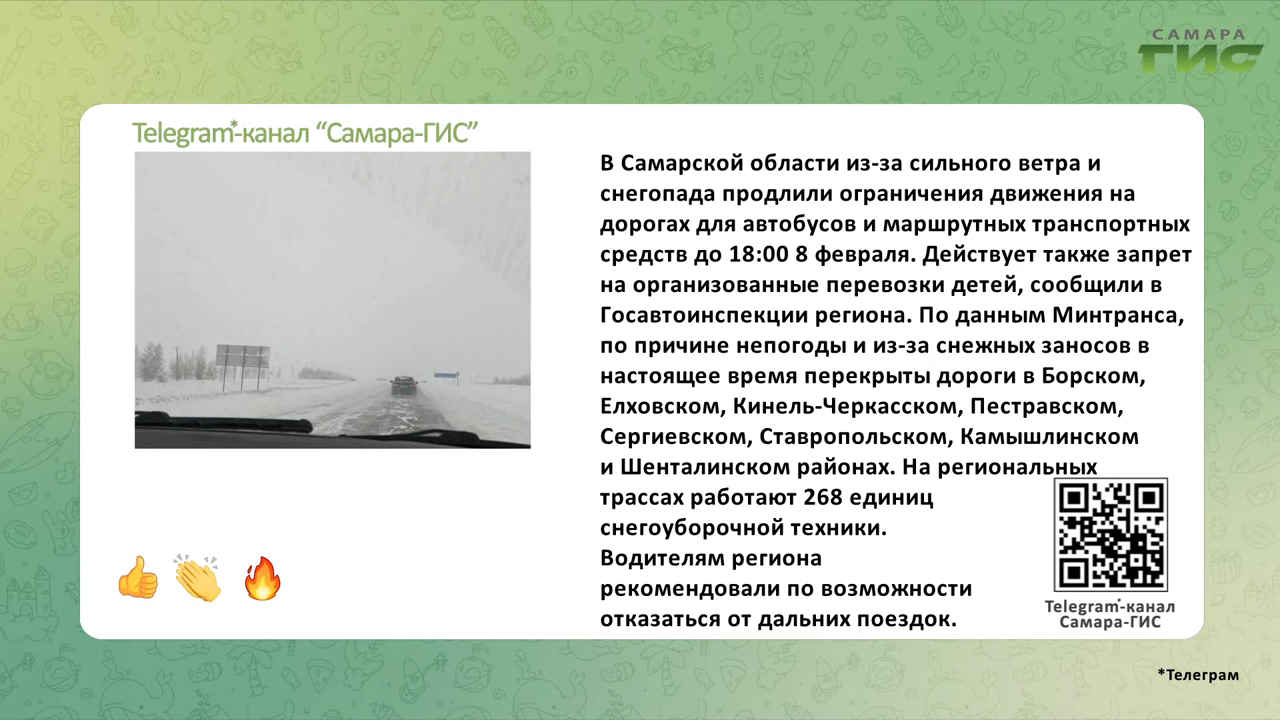 САМАРА
ГИС
Telegram*-канал “Самара-ГИС”
В Самарской области из-за сильного ветра и
снегопада продлили ограничения движения на
дорогах для автобусов и маршрутных транспортных
средств до 18:00 8 февраля. Действует также запрет
на организованные перевозки детей, сообщили в
Госавтоинспекции региона. По данным Минтранса,
по причине непогоды и из-за снежных заносов в
настоящее время перекрыты дороги в Борском,
Елховском, Кинель-Черкасском, Пестравском,
Сергиевском, Ставропольском, Камышлинском
и Шенталинском районах. На региональных
трассах работают 268 единиц
снегоуборочной техники.
Водителям региона
рекомендовали по возможности
отказаться от дальних поездок.
Telegram*-канал
Самара-ГИС
*Телеграм